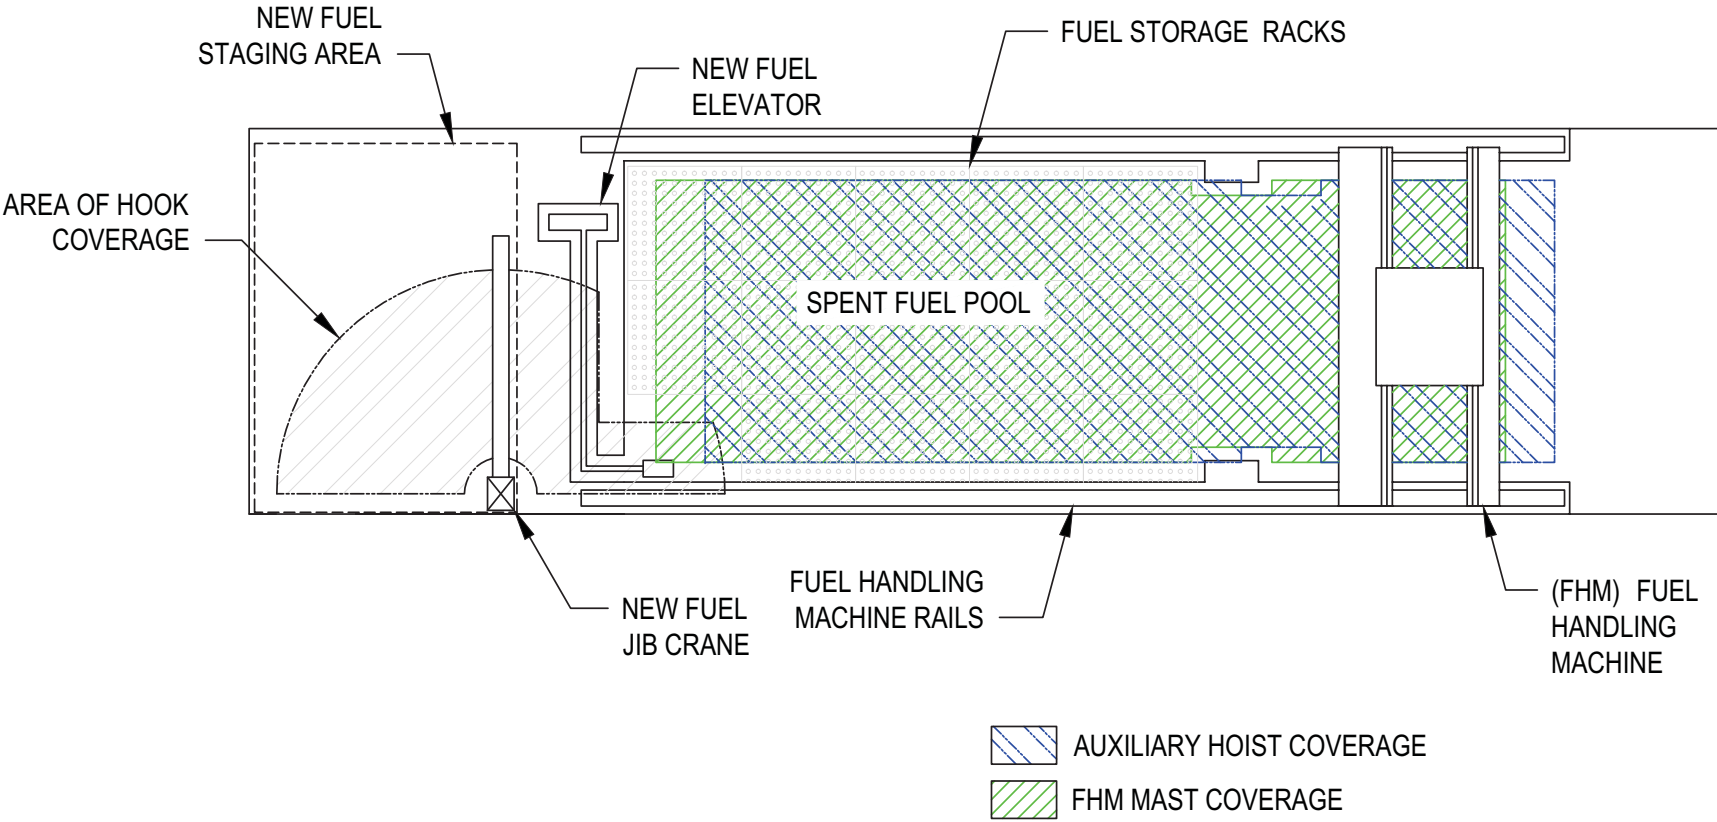 NEW FUEL
STAGING AREA
FUEL STORAGE RACKS
NEW FUEL
ELEVATOR
AREA OF HOOK
COVERAGE
SPENT FUEL POOL
NEW FUEL
JIB CRANE
FUEL HANDLING
MACHINE RAILS
(FHM) FUEL
HANDLING
MACHINE
AUXILIARY HOIST COVERAGE
FHM MAST COVERAGE